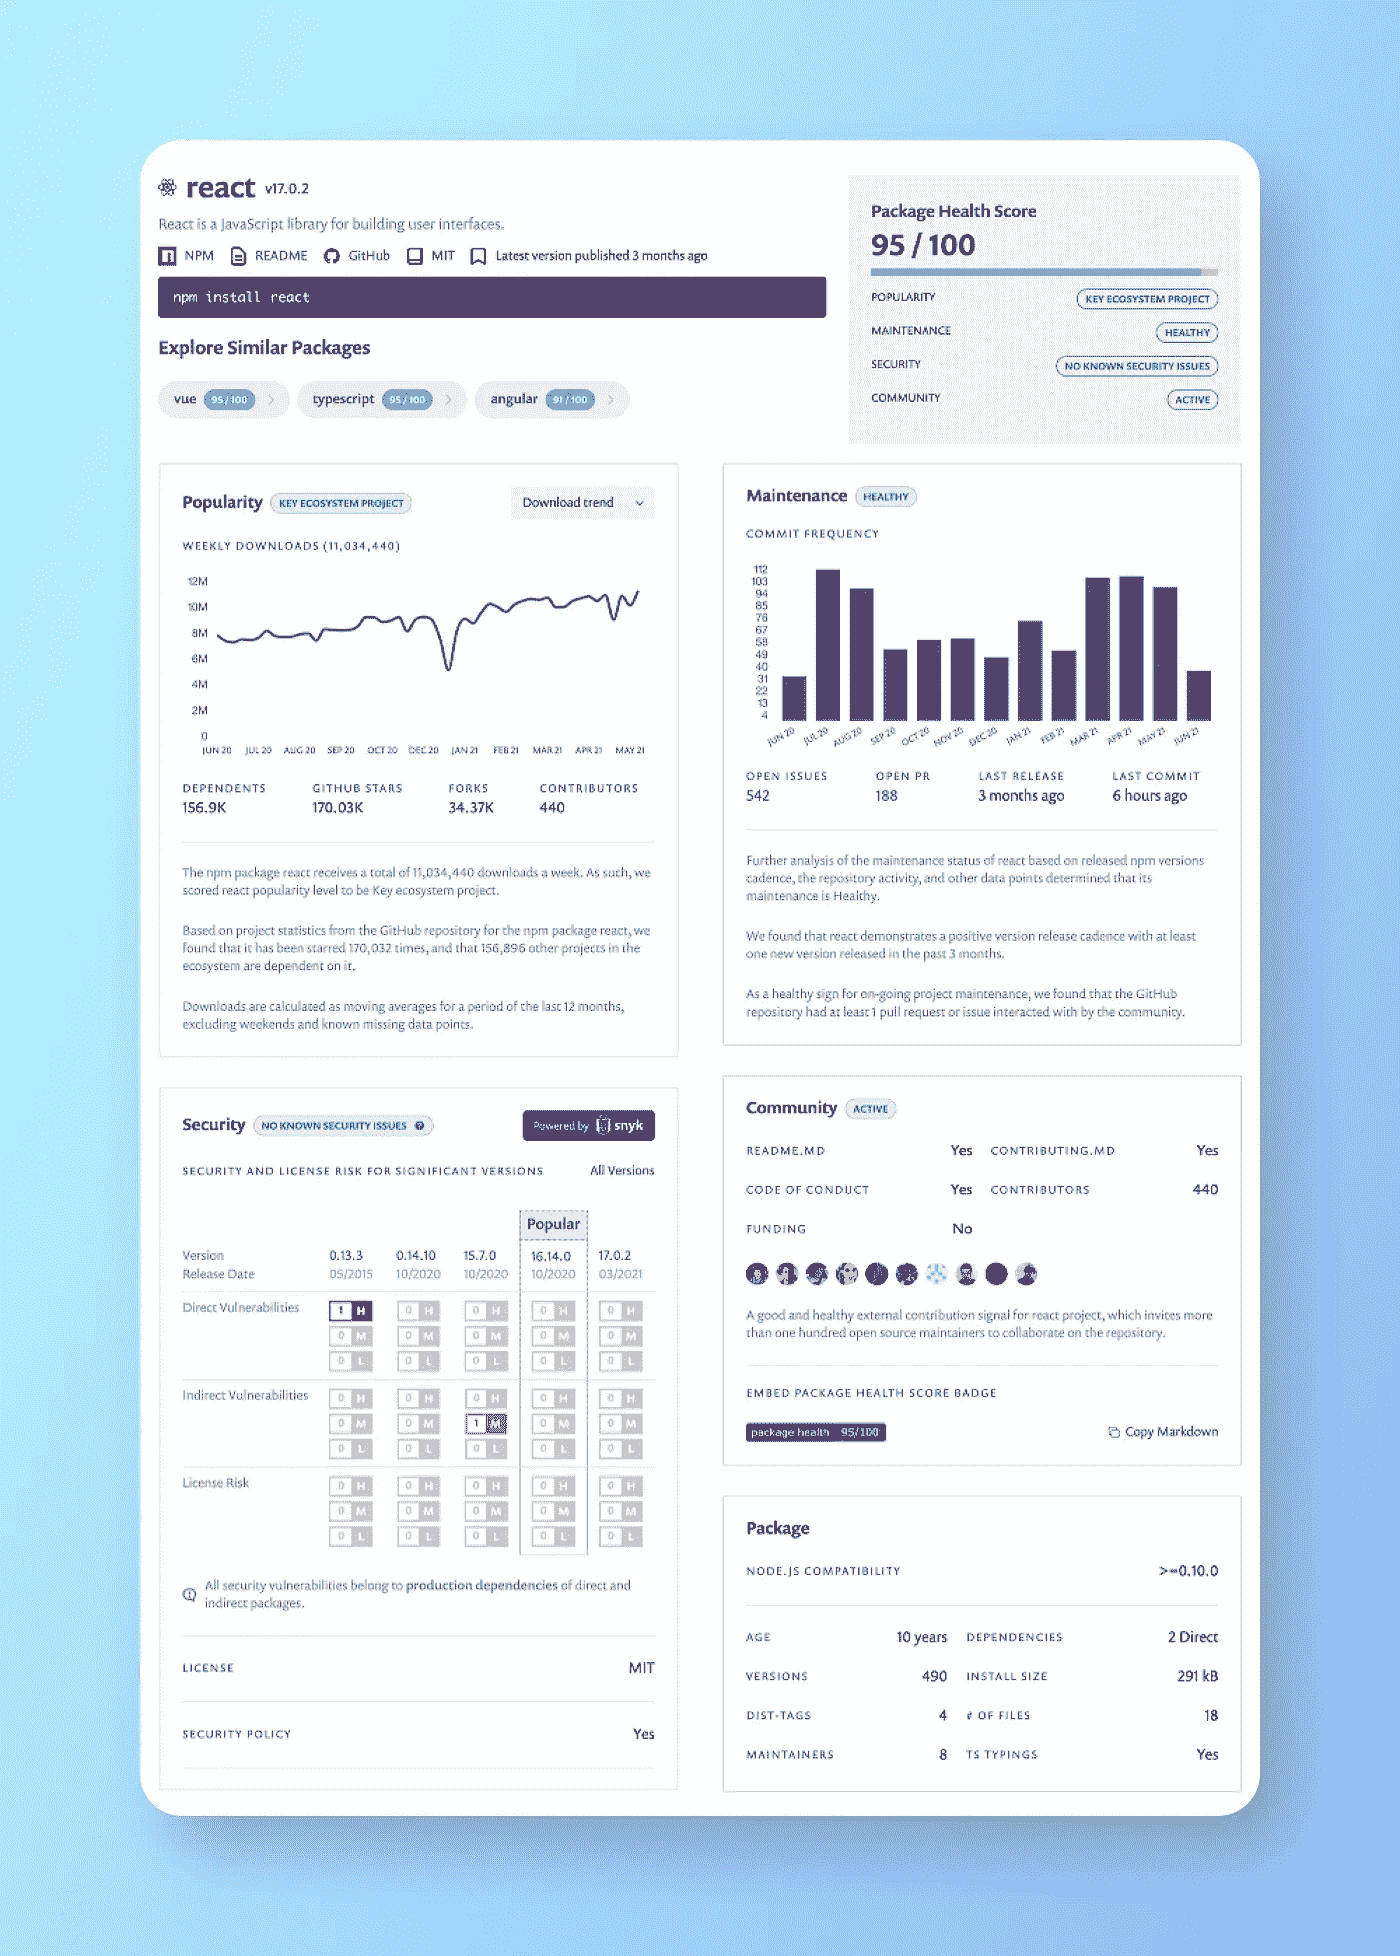 react v17.0.2
React is a JavaScript library for building user interfaces.
NPM README GitHub MIT Latest version published 3 months ago
npm install react
Explore Similar Packages
vue 95/100 typescript 95/100 angular 91/100
Package Health Score
95 / 100
POPULARITY KEY ECOSYSTEM PROJECT
MAINTENANCE HEALTHY
SECURITY NO KNOWN SECURITY ISSUES
COMMUNITY ACTIVE
Popularity KEY ECOSYSTEM PROJECT Download trend
WEEKLY DOWNLOADS (11,034,440)
12M
10M
8M
6M
4M
2M
0
JUN 20 JUL 20 AUG 20 SEP 20 OCT 20 DEC 20 JAN 21 FEB 21 MAR 21 APR 21 MAY 21
DEPENDENTS GITHUB STARS FORKS CONTRIBUTORS
156.9K 170.03K 34.37K 440
The npm package react receives a total of 11,034,440 downloads a week. As such, we
scored react popularity level to be Key ecosystem project.
Based on project statistics from the GitHub repository for the npm package react, we
found that it has been starred 170,032 times, and that 156,896 other projects in the
ecosystem are dependent on it.
Downloads are calculated as moving averages for a period of the last 12 months,
excluding weekends and known missing data points.
Maintenance HEALTHY
COMMIT FREQUENCY
112
103
94
85
76
67
58
49
40
31
22
13
4
JUN 20 JUL 20 AUG 20 SEP 20 OCT 20 NOV 20 DEC 20 JAN 21 FEB 21 MAR 21 APR 21 MAY 21 JUN 21
OPEN ISSUES OPEN PR LAST RELEASE LAST COMMIT
542 188 3 months ago 6 hours ago
Further analysis of the maintenance status of react based on released npm versions
cadence, the repository activity, and other data points determined that its
maintenance is Healthy.
We found that react demonstrates a positive version release cadence with at least
one new version released in the past 3 months.
As a healthy sign for on-going project maintenance, we found that the GitHub
repository had at least 1 pull request or issue interacted with by the community.
Security NO KNOWN SECURITY ISSUES ? Powered by snyk
SECURITY AND LICENSE RISK FOR SIGNIFICANT VERSIONS All Versions
Popular
Version 0.13.3 0.14.10 15.7.0 16.14.0 17.0.2
Release Date 05/2015 10/2020 10/2020 10/2020 03/2021
Direct Vulnerabilities 1 H 0 H 0 H 0 H 0 H
0 M 0 M 0 M 0 M 0 M
0 L 0 L 0 L 0 L 0 L
Indirect Vulnerabilities 0 H 0 H 0 H 0 H 0 H
0 M 0 M 1 M 0 M 0 M
0 L 0 L 0 L 0 L 0 L
License Risk 0 H 0 H 0 H 0 H 0 H
0 M 0 M 0 M 0 M 0 M
0 L 0 L 0 L 0 L 0 L
All security vulnerabilities belong to production dependencies of direct and
indirect packages.
LICENSE MIT
SECURITY POLICY Yes
Community ACTIVE
README.MD Yes CONTRIBUTING.MD Yes
CODE OF CONDUCT Yes CONTRIBUTORS 440
FUNDING No
A good and healthy external contribution signal for react project, which invites more
than one hundred open source maintainers to collaborate on the repository.
EMBED PACKAGE HEALTH SCORE BADGE
package health 95/100 Copy Markdown
Package
NODE.JS COMPATIBILITY >=0.10.0
AGE 10 years DEPENDENCIES 2 Direct
VERSIONS 490 INSTALL SIZE 291 kB
DIST-TAGS 4 # OF FILES 18
MAINTAINERS 8 TS TYPINGS Yes